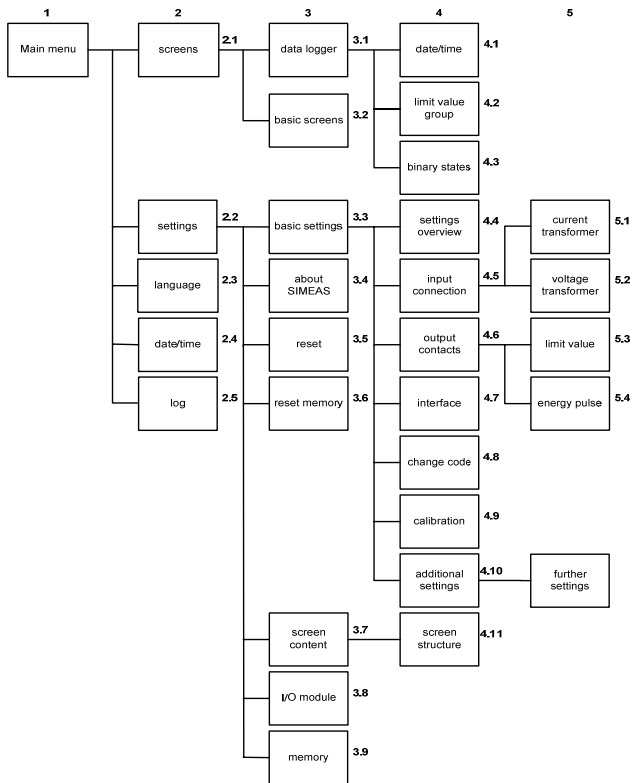 1 2 3 4 5
Main menu
screens
2.1
data logger
3.1
date/time
4.1
basic screens
3.2
limit value
group
4.2
binary states
4.3
settings
2.2
basic settings
3.3
settings
overview
4.4
current
transformer
5.1
language
2.3
about
SIMEAS
3.4
input
connection
4.5
voltage
transformer
5.2
date/time
2.4
reset
3.5
output
contacts
4.6
limit value
5.3
log
2.5
reset memory
3.6
interface
4.7
energy pulse
5.4
change code
4.8
calibration
4.9
additional
settings
4.10
further
settings
screen
content
3.7
screen
structure
4.11
I/O module
3.8
memory
3.9